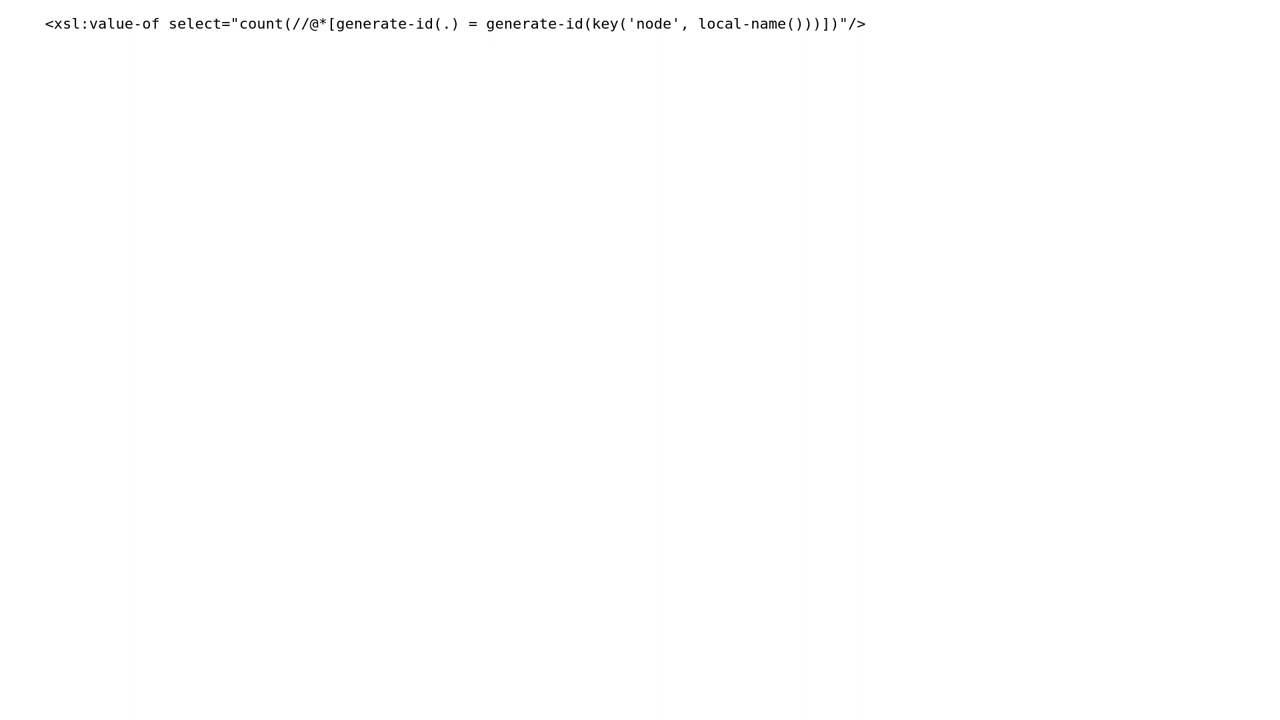 <xsl:value-of select="count(//@*[generate-id(.) = generate-id(key('node', local-name()))])"/>